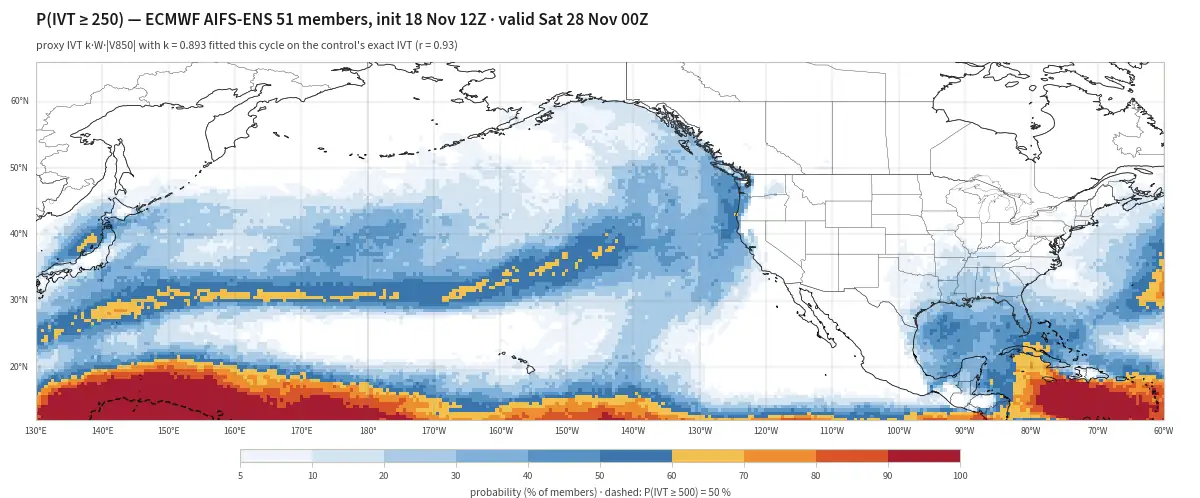 P(IVT ≥ 250) — ECMWF AIFS-ENS 51 members, init 18 Nov 12Z · valid Sat 28 Nov 00Z
proxy IVT k·W·|V850| with k = 0.893 fitted this cycle on the control's exact IVT (r = 0.93)
60°N
50°N
40°N
30°N
20°N
130°E 140°E 150°E 160°E 170°E 180° 170°W 160°W 150°W 140°W 130°W 120°W 110°W 100°W 90°W 80°W 70°W 60°W
5 10 20 30 40 50 60 70 80 90 100
probability (% of members) · dashed: P(IVT ≥ 500) = 50 %